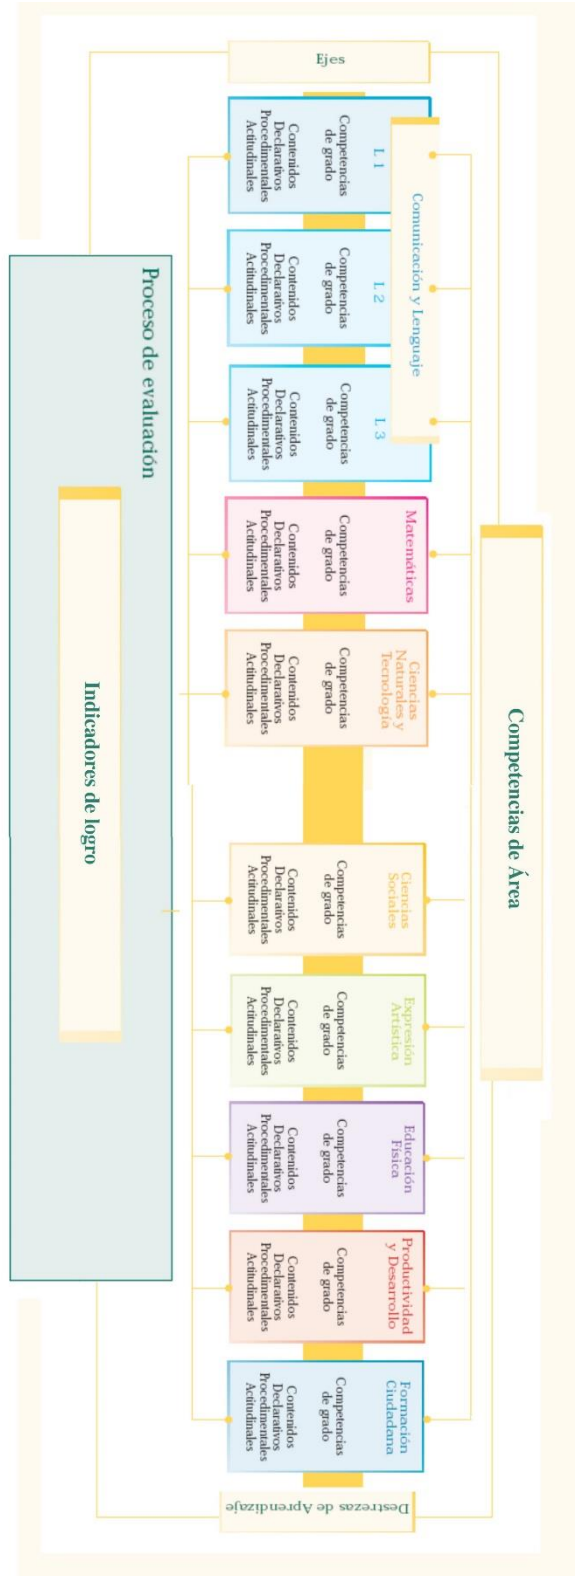 Competencias de Área
Ejes
Comunicación y Lenguaje
L 1
Competencias
de grado
Contenidos
Declarativos
Procedimentales
Actitudinales
L 2
Competencias
de grado
Contenidos
Declarativos
Procedimentales
Actitudinales
L 3
Competencias
de grado
Contenidos
Declarativos
Procedimentales
Actitudinales
Matemáticas
Competencias
de grado
Contenidos
Declarativos
Procedimentales
Actitudinales
Ciencias
Naturales y
Tecnología
Competencias
de grado
Contenidos
Declarativos
Procedimentales
Actitudinales
Ciencias
Sociales
Competencias
de grado
Contenidos
Declarativos
Procedimentales
Actitudinales
Expresión
Artística
Competencias
de grado
Contenidos
Declarativos
Procedimentales
Actitudinales
Educación
Física
Competencias
de grado
Contenidos
Declarativos
Procedimentales
Actitudinales
Productividad
y Desarrollo
Competencias
de grado
Contenidos
Declarativos
Procedimentales
Actitudinales
Formación
Ciudadana
Competencias
de grado
Contenidos
Declarativos
Procedimentales
Actitudinales
Destrezas de Aprendizaje
Proceso de evaluación
Indicadores de logro